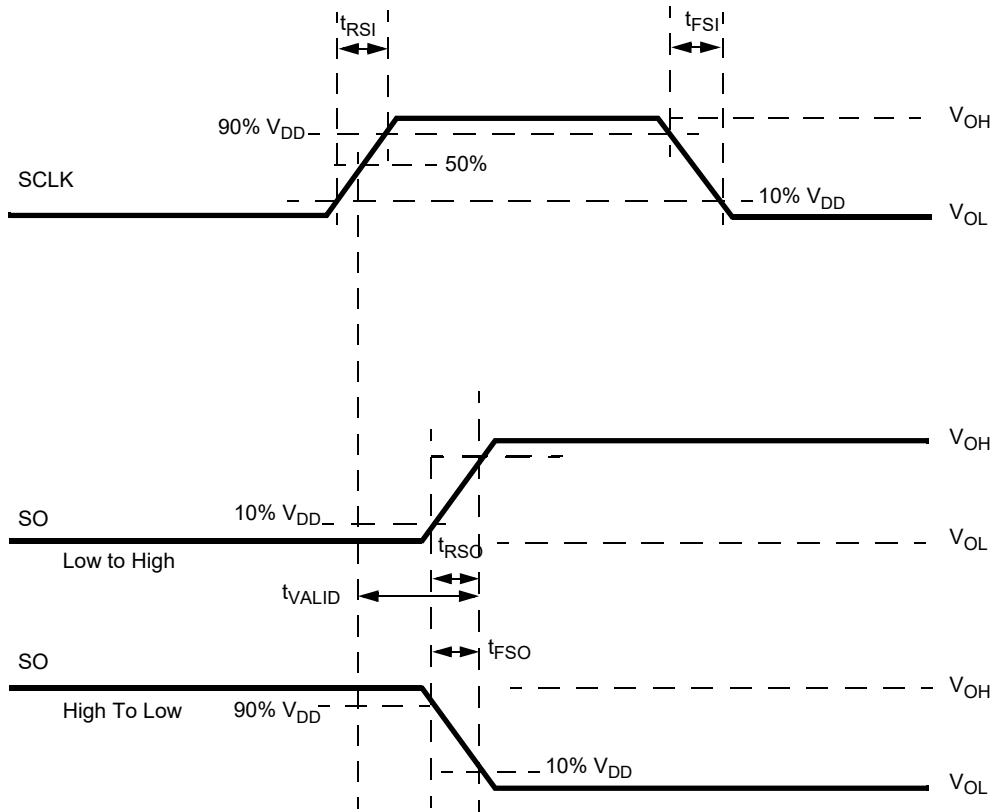 tRSI
tFSI
90% VDD
VOH
50%
SCLK
10% VDD
VOL
VOH
SO
10% VDD
VOL
Low to High
tRSO
tVALID
tFSO
SO
VOH
High To Low
90% VDD
10% VDD
VOL